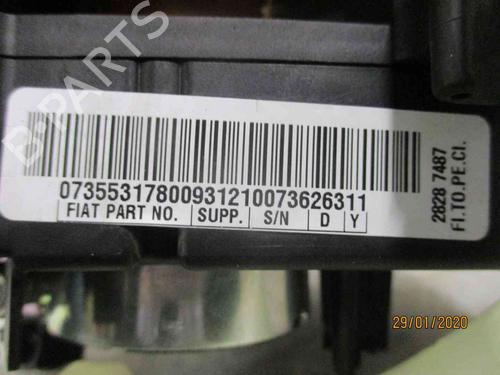 B-PARTS
07355317800931210073626311
FIAT PART NO. SUPP. S/N D Y
2828 7487
FI.TO.PE.CI.
29/01/2020